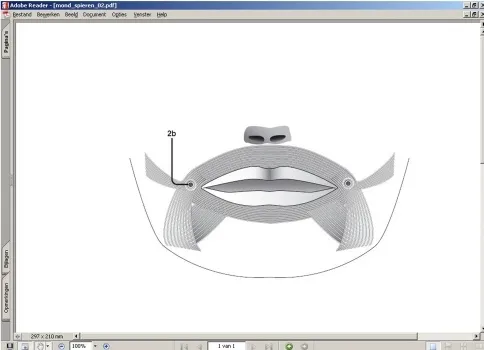 Adobe Reader - [mond_spieren_02.pdf]
Bestand Bewerken Beeld Document Opties Venster Help
Pagina's
2b
Bijlagen
Opmerkingen
297 x 210 mm
100%
1 van 1